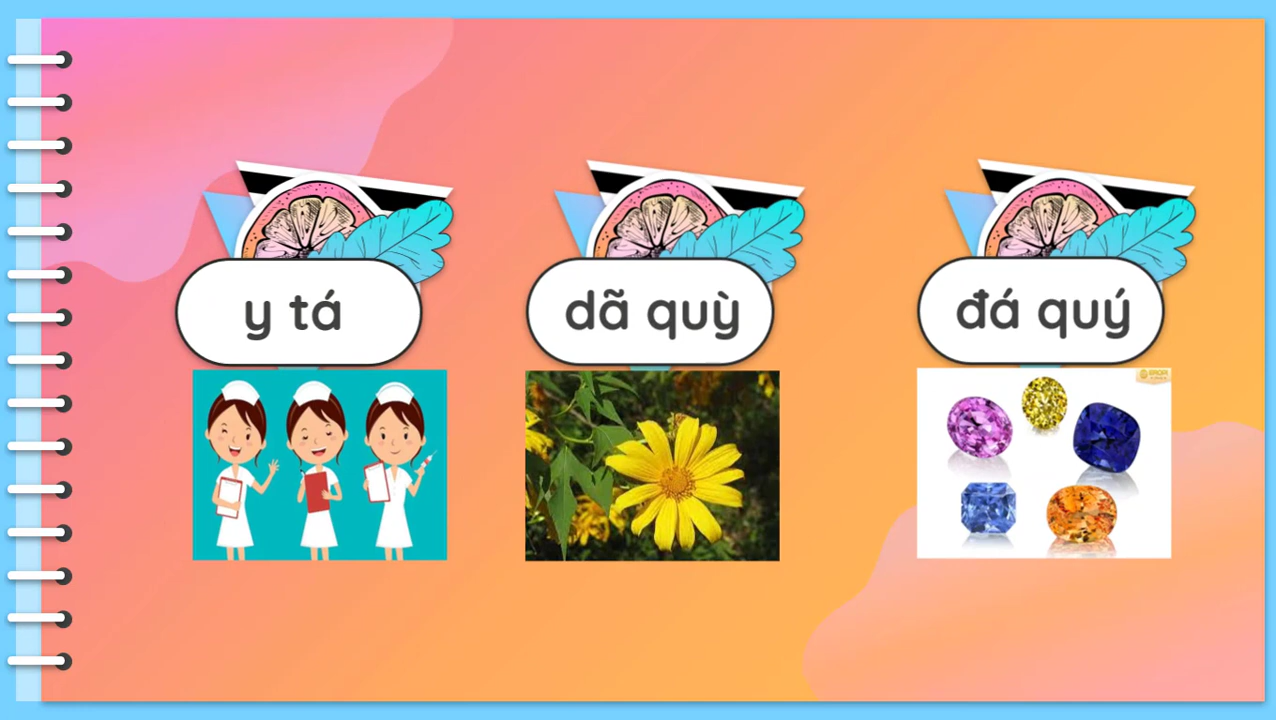 y tá
dã quỳ
đá quý